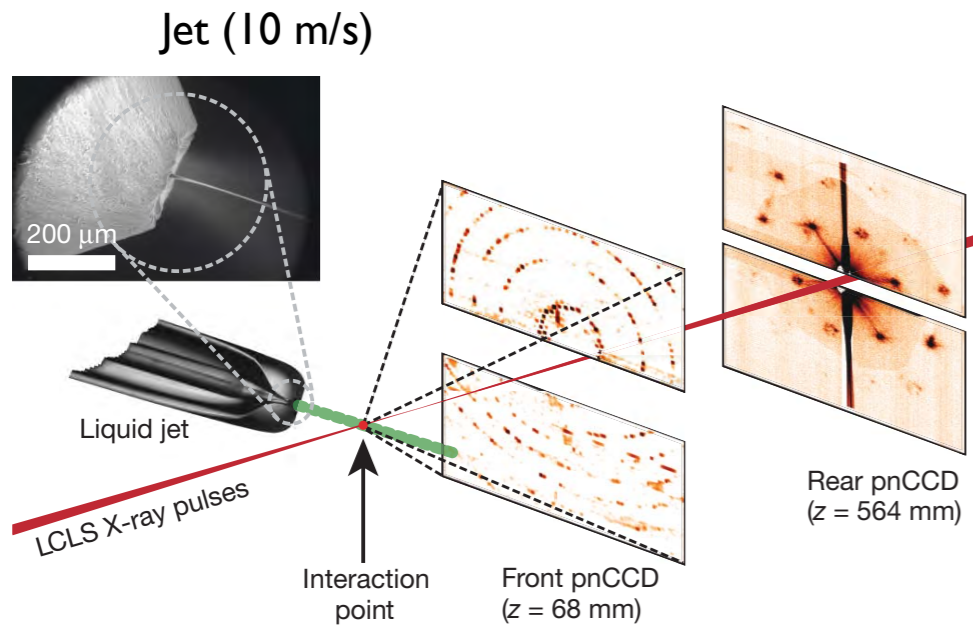 Jet (10 m/s)
200 μm
Liquid jet
LCLS X-ray pulses
Interaction
point
Front pnCCD
(z = 68 mm)
Rear pnCCD
(z = 564 mm)